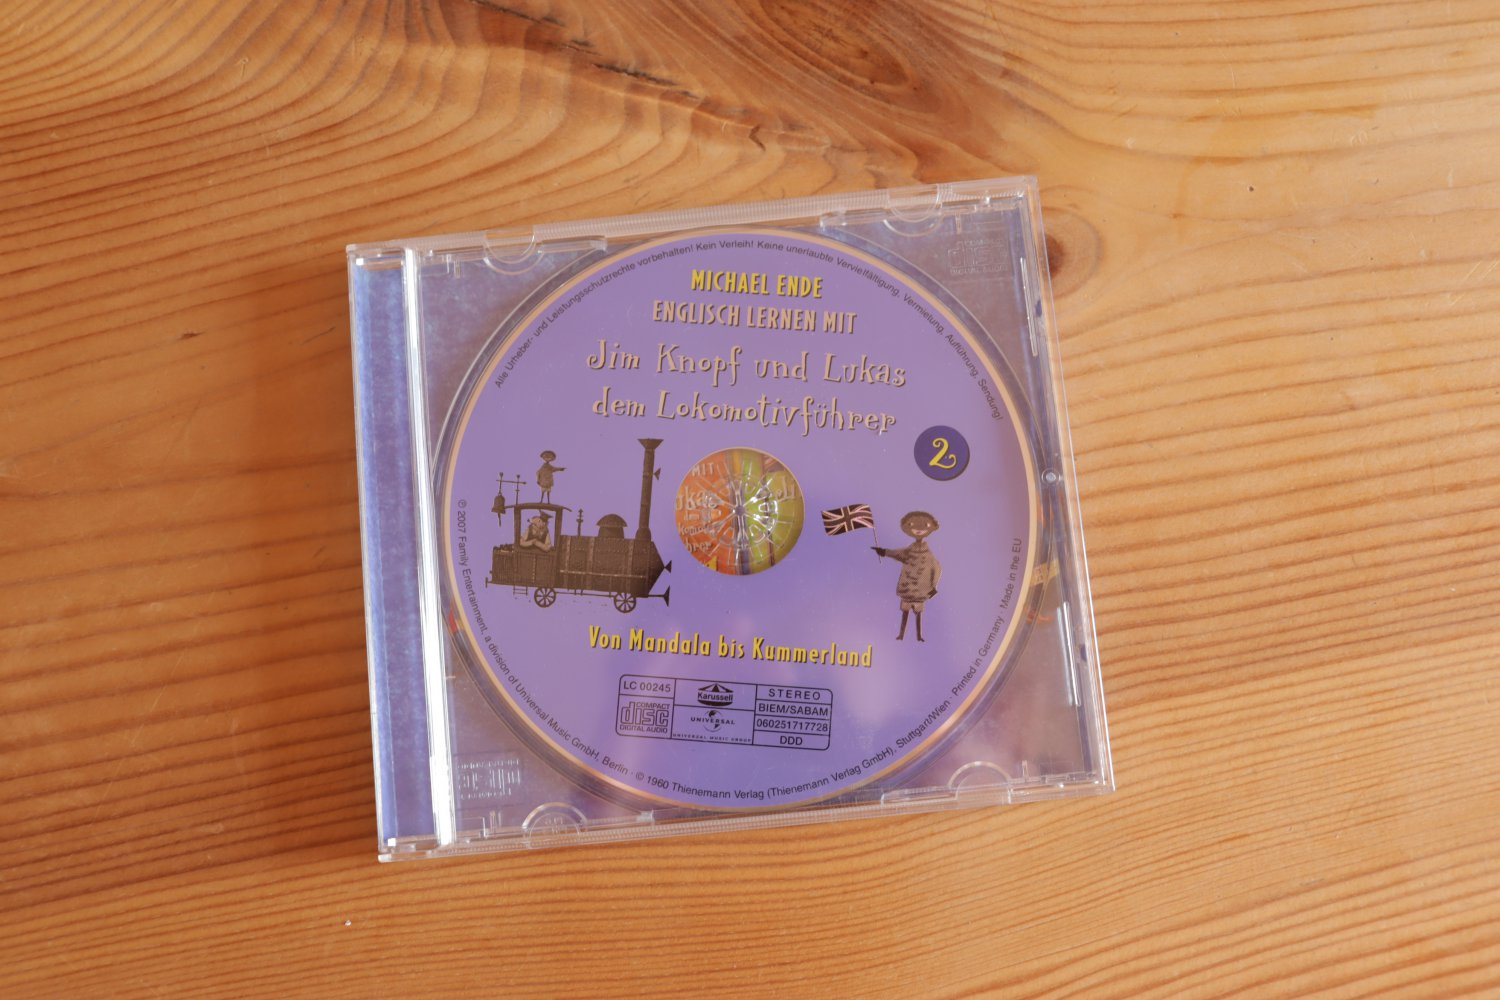 Alle Urheber- und Leistungsschutzrechte vorbehalten! Kein Verleih! Keine unerlaubte Vervielfältigung, Vermietung, Aufführung, Sendung!
MICHAEL ENDE
ENGLISCH LERNEN MIT
Jim Knopf und Lukas
dem Lokomotivführer
2
Von Mandala bis Kummerland
LC 00245
COMPACT
disc
DIGITAL AUDIO
Karussell
UNIVERSAL
UNIVERSAL MUSIC GROUP
STEREO
BIEM/SABAM
060251717728
DDD
℗ 2007 Family Entertainment, a division of Universal Music GmbH, Berlin · © 1960 Thienemann Verlag (Thienemann Verlag GmbH), Stuttgart/Wien · Printed in Germany · Made in the EU
MIT
DIGITAL AUDIO